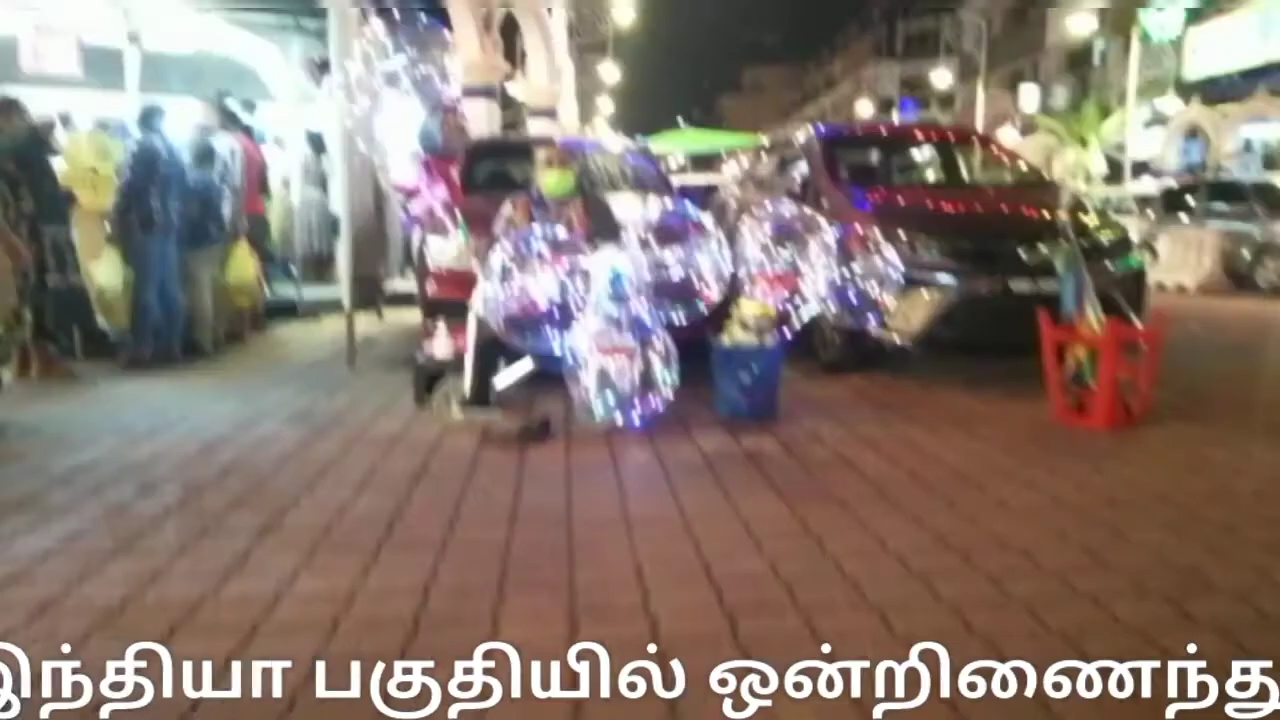 இந்தியா பகுதியில் ஒன்றிணைந்து